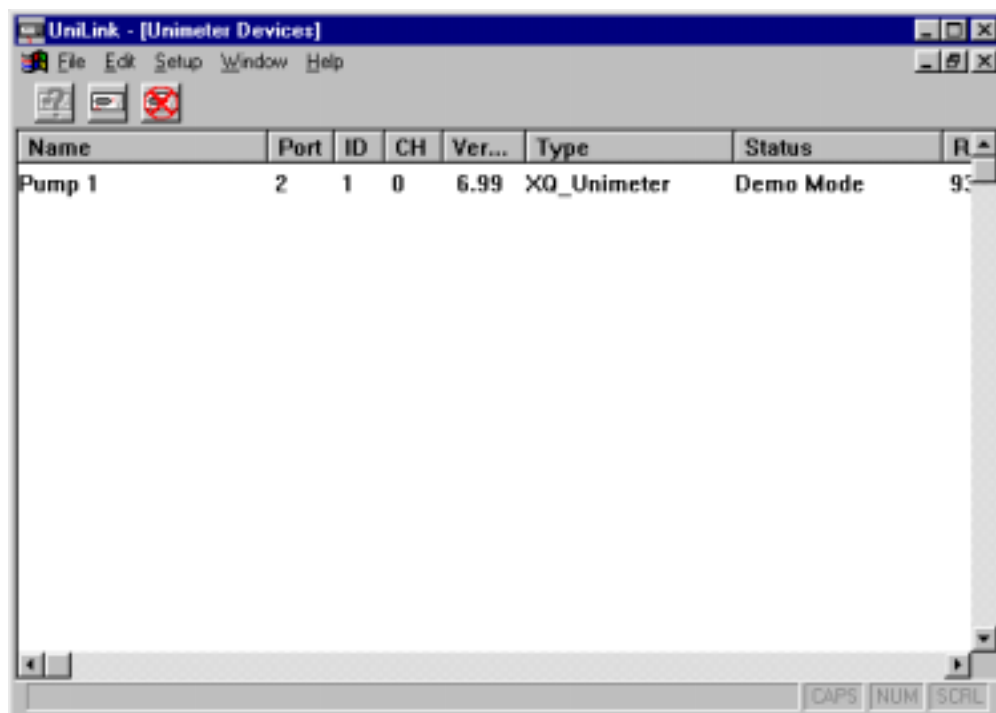 UniLink - [Unimeter Devices]
File Edit Setup Window Help
Name Port ID CH Ver... Type Status R
Pump 1 2 1 0 6.99 XQ_Unimeter Demo Mode 93
CAPS NUM SCRL